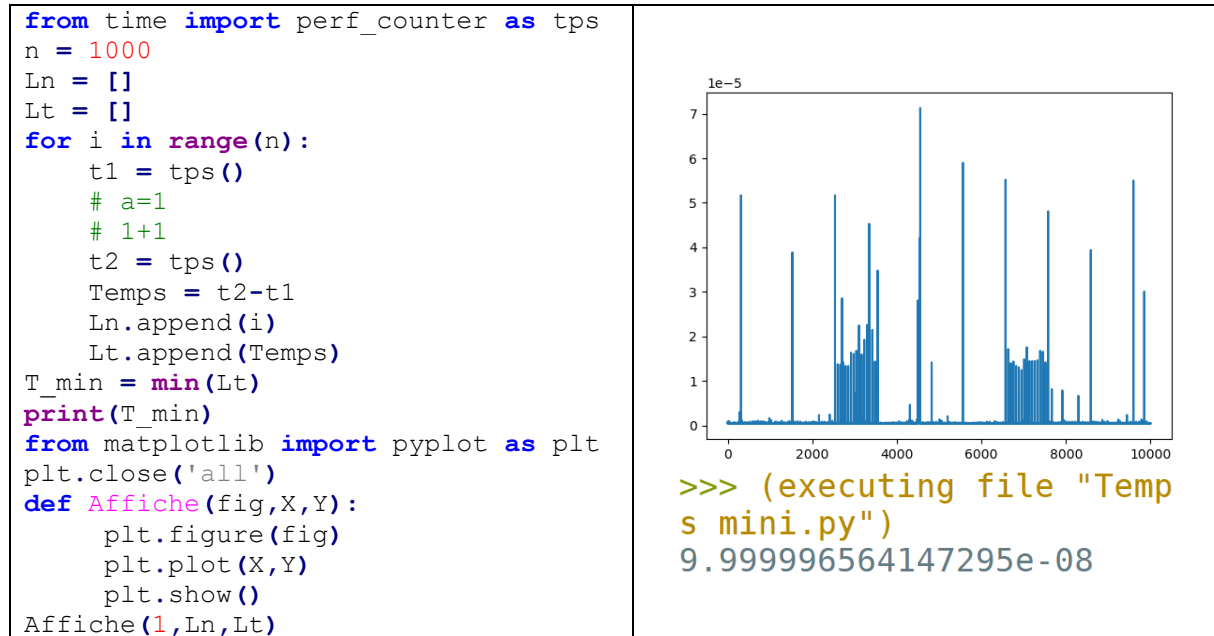 from time import perf_counter as tps
n = 1000
Ln = []
Lt = []
for i in range(n):
    t1 = tps()
    # a=1
    # 1+1
    t2 = tps()
    Temps = t2-t1
    Ln.append(i)
    Lt.append(Temps)
T_min = min(Lt)
print(T_min)
from matplotlib import pyplot as plt
plt.close('all')
def Affiche(fig,X,Y):
    plt.figure(fig)
    plt.plot(X,Y)
    plt.show()
Affiche(1,Ln,Lt)
1e-5
7
6
5
4
3
2
1
0
0 2000 4000 6000 8000 10000
>>> (executing file "Temp
s mini.py")
9.9999996564147295e-08